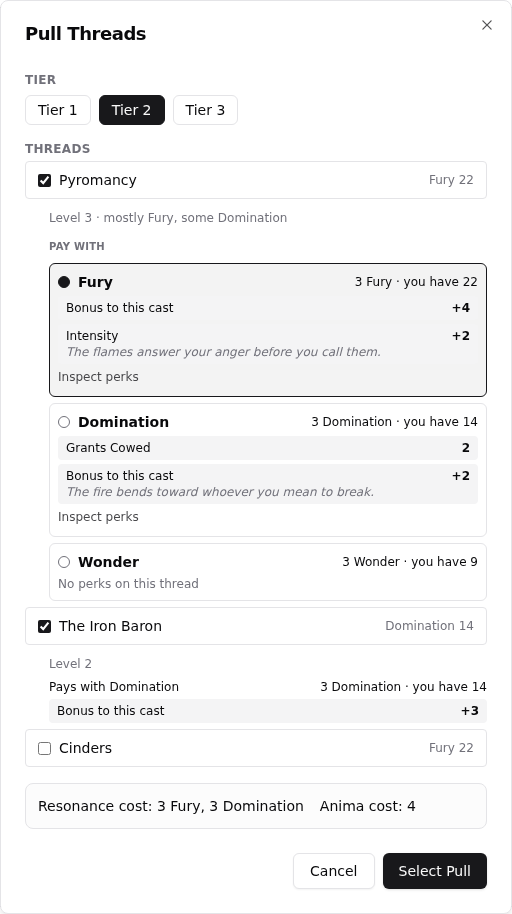 Pull Threads
TIER
Tier 1 Tier 2 Tier 3
THREADS
Pyromancy Fury 22
Level 3 · mostly Fury, some Domination
PAY WITH
Fury 3 Fury · you have 22
Bonus to this cast +4
Intensity +2
The flames answer your anger before you call them.
Inspect perks
Domination 3 Domination · you have 14
Grants Cowed 2
Bonus to this cast +2
The fire bends toward whoever you mean to break.
Inspect perks
Wonder 3 Wonder · you have 9
No perks on this thread
The Iron Baron Domination 14
Level 2
Pays with Domination 3 Domination · you have 14
Bonus to this cast +3
Cinders Fury 22
Resonance cost: 3 Fury, 3 Domination Anima cost: 4
Cancel Select Pull